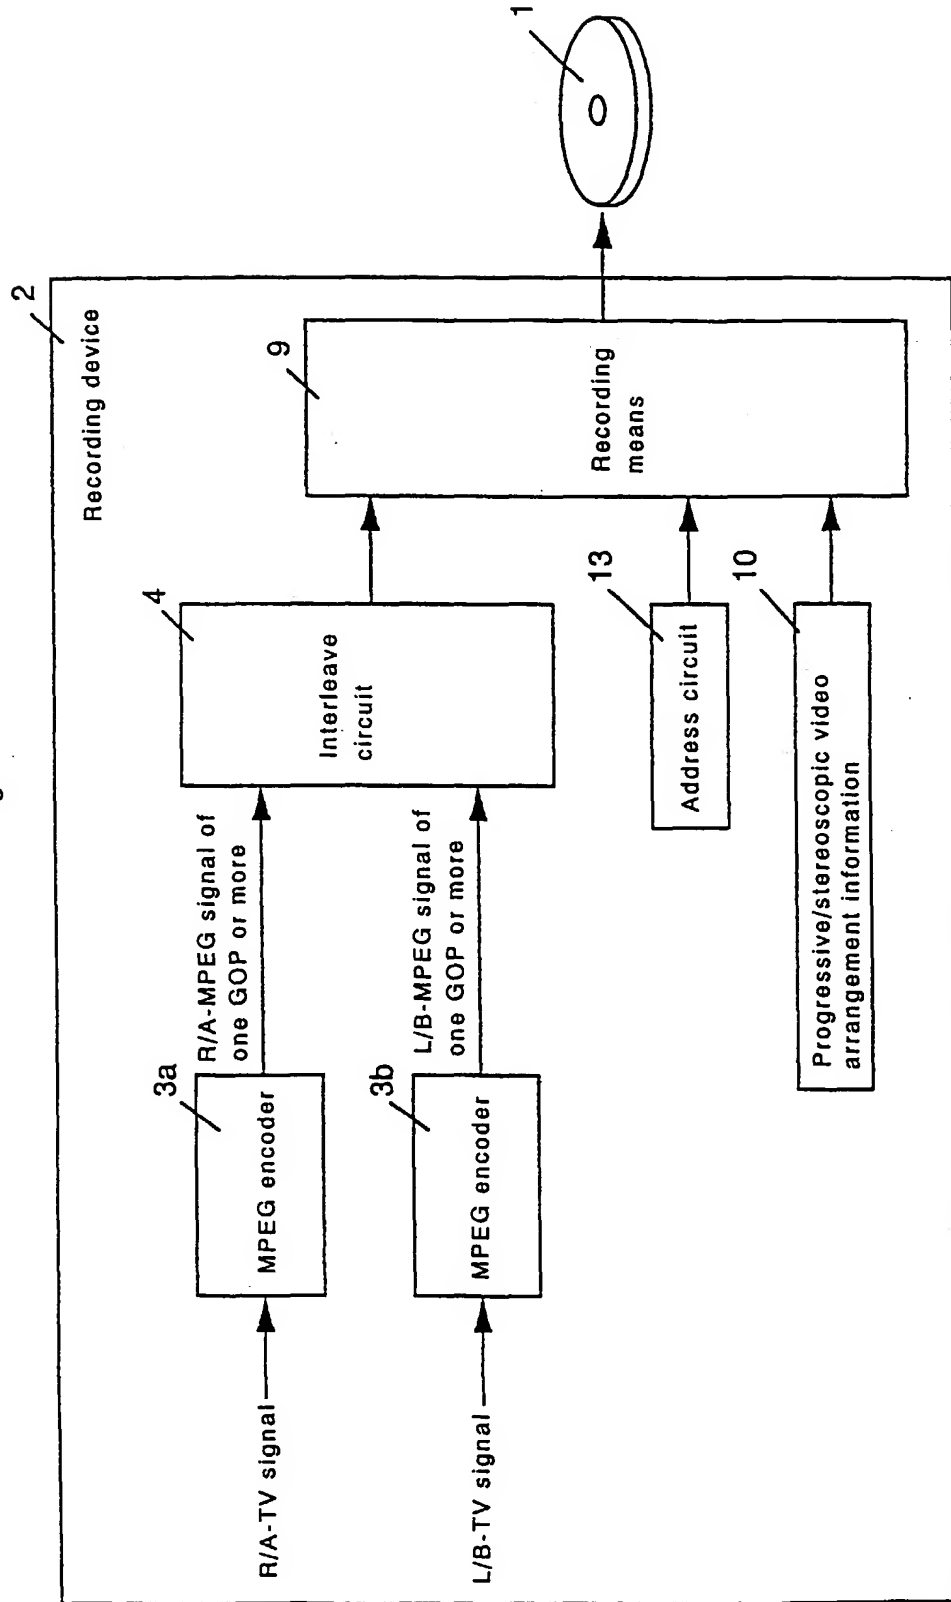 2
Recording device
R/A-TV signal
3a
MPEG encoder
R/A-MPEG signal of
one GOP or more
4
Interleave
circuit
9
Recording
means
1
L/B-TV signal
3b
MPEG encoder
L/B-MPEG signal of
one GOP or more
13
Address circuit
10
Progressive/stereoscopic video
arrangement information